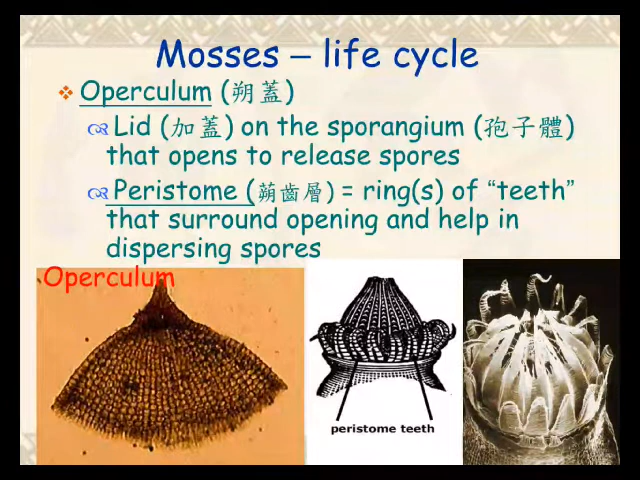 Mosses – life cycle
Operculum (朔蓋)
Lid (加蓋) on the sporangium (孢子體)
that opens to release spores
Peristome (蒴齒層) = ring(s) of “teeth”
that surround opening and help in
dispersing spores
Operculum
peristome teeth